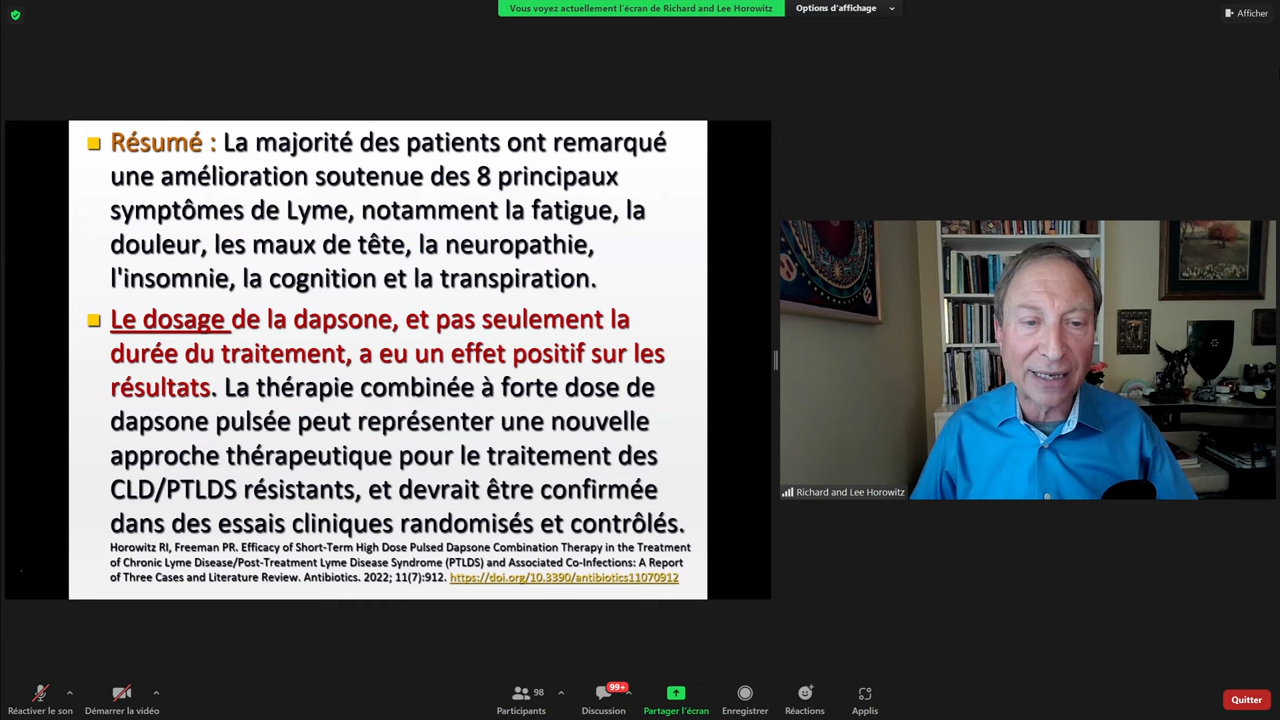 Vous voyez actuellement l'écran de Richard and Lee Horowitz
Options d'affichage
Afficher
Résumé : La majorité des patients ont remarqué
une amélioration soutenue des 8 principaux
symptômes de Lyme, notamment la fatigue, la
douleur, les maux de tête, la neuropathie,
l'insomnie, la cognition et la transpiration.
Le dosage de la dapsone, et pas seulement la
durée du traitement, a eu un effet positif sur les
résultats. La thérapie combinée à forte dose de
dapsone pulsée peut représenter une nouvelle
approche thérapeutique pour le traitement des
CLD/PTLDS résistants, et devrait être confirmée
dans des essais cliniques randomisés et contrôlés.
Horowitz RI, Freeman PR. Efficacy of Short-Term High Dose Pulsed Dapsone Combination Therapy in the Treatment
of Chronic Lyme Disease/Post-Treatment Lyme Disease Syndrome (PTLDS) and Associated Co-Infections: A Report
of Three Cases and Literature Review. Antibiotics. 2022; 11(7):912. https://doi.org/10.3390/antibiotics11070912
Richard and Lee Horowitz
Réactiver le son
Démarrer la vidéo
98
Participants
99+
Discussion
Partager l'écran
Enregistrer
Réactions
Applis
Quitter